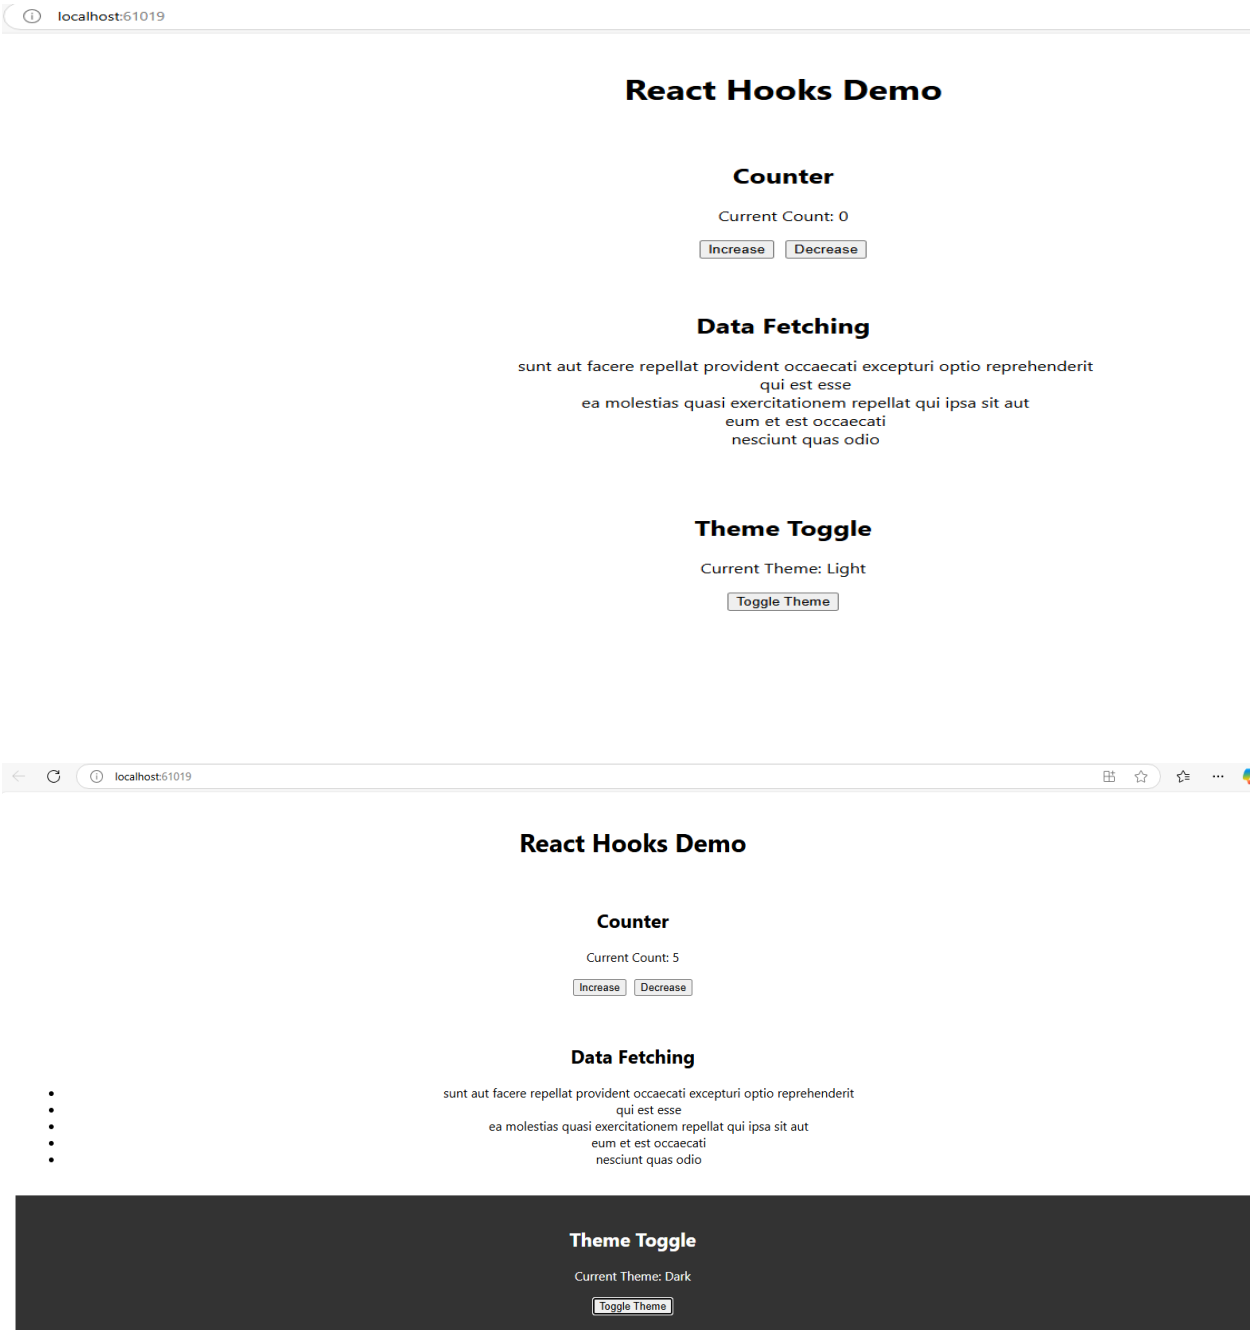 localhost:61019
React Hooks Demo
Counter
Current Count: 0
Increase Decrease
Data Fetching
sunt aut facere repellat provident occaecati excepturi optio reprehenderit
qui est esse
ea molestias quasi exercitationem repellat qui ipsa sit aut
eum et est occaecati
nesciunt quas odio
Theme Toggle
Current Theme: Light
Toggle Theme
localhost:61019
React Hooks Demo
Counter
Current Count: 5
Increase Decrease
Data Fetching
• sunt aut facere repellat provident occaecati excepturi optio reprehenderit
• qui est esse
• ea molestias quasi exercitationem repellat qui ipsa sit aut
• eum et est occaecati
• nesciunt quas odio
Theme Toggle
Current Theme: Dark
Toggle Theme